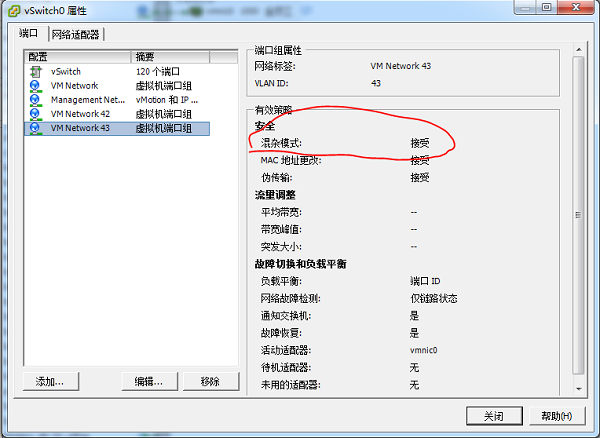 vSwitch0 属性
端口 网络适配器
配置 摘要
vSwitch 120 个端口
VM Network 虚拟机端口组
Management Net... vMotion 和 IP ...
VM Network 42 虚拟机端口组
VM Network 43 虚拟机端口组
添加... 编辑... 移除
端口组属性
网络标签: VM Network 43
VLAN ID: 43
有效策略
安全
混杂模式: 接受
MAC 地址更改: 接受
伪传输: 接受
流量调整
平均带宽: --
带宽峰值: --
突发大小: --
故障切换和负载平衡
负载平衡: 端口 ID
网络故障检测: 仅链路状态
通知交换机: 是
故障恢复: 是
活动适配器: vmnic0
待机适配器: 无
未用的适配器: 无
关闭 帮助(H)